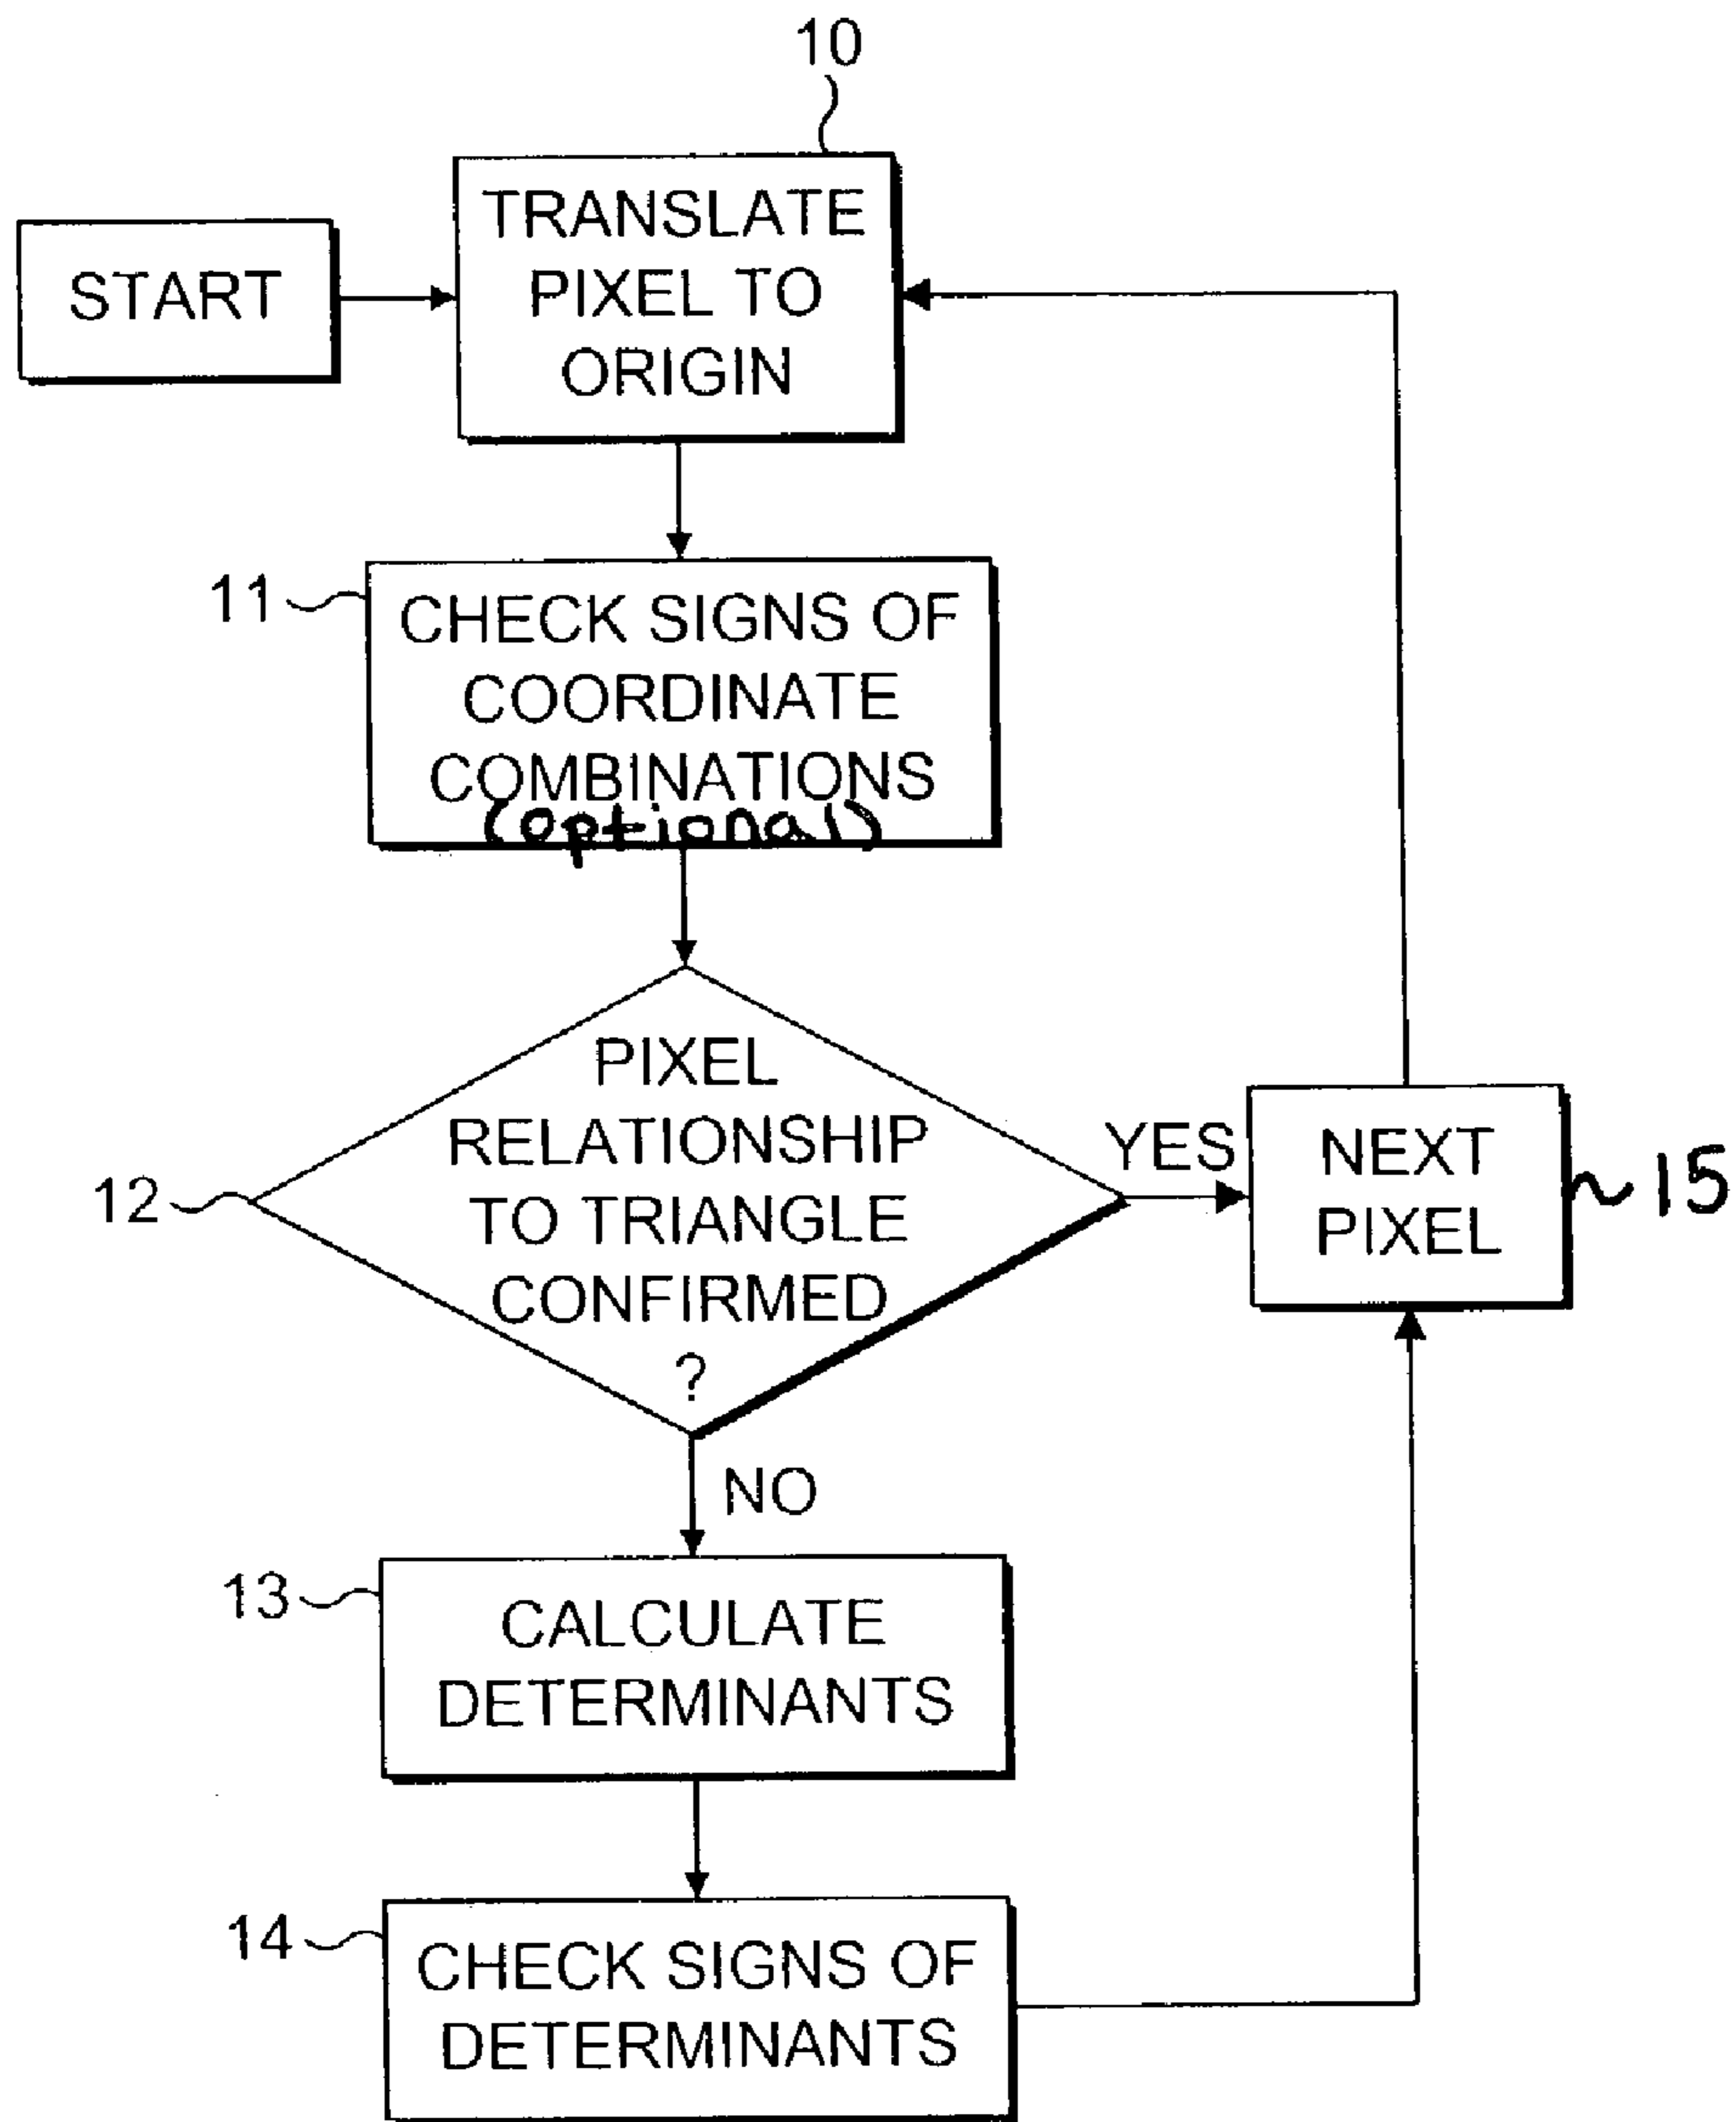 10
START
TRANSLATE
PIXEL TO
ORIGIN
11
CHECK SIGNS OF
COORDINATE
COMBINATIONS
(optional)
12
PIXEL
RELATIONSHIP
TO TRIANGLE
CONFIRMED
?
YES
NEXT
PIXEL
15
NO
13
CALCULATE
DETERMINANTS
14
CHECK SIGNS OF
DETERMINANTS